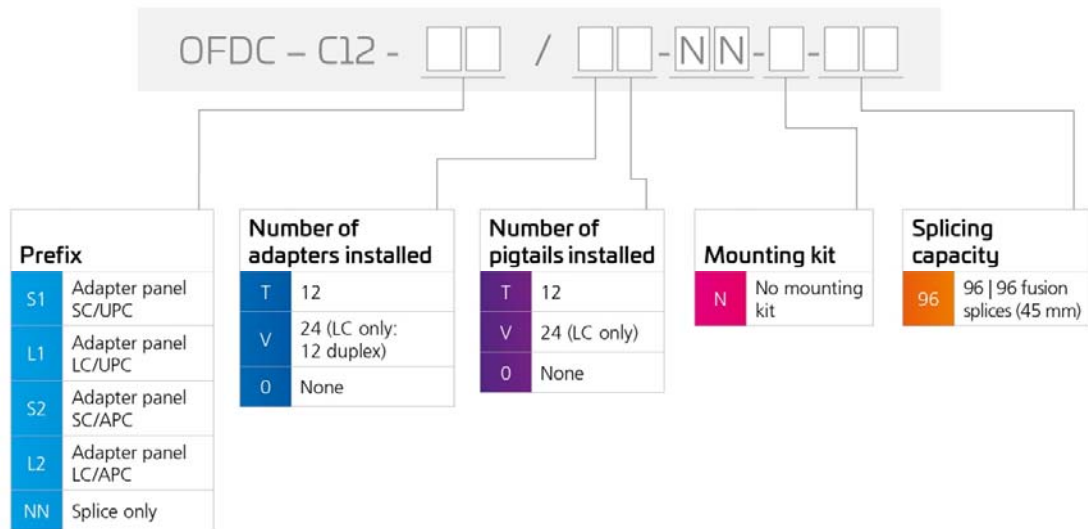 OFDC – C12 - / -NN- -
Prefix
S1 Adapter panel
SC/UPC
L1 Adapter panel
LC/UPC
S2 Adapter panel
SC/APC
L2 Adapter panel
LC/APC
NN Splice only
Number of
adapters installed
T 12
V 24 (LC only:
12 duplex)
0 None
Number of
pigtails installed
T 12
V 24 (LC only)
0 None
Mounting kit
N No mounting
kit
Splicing
capacity
96 96 | 96 fusion
splices (45 mm)